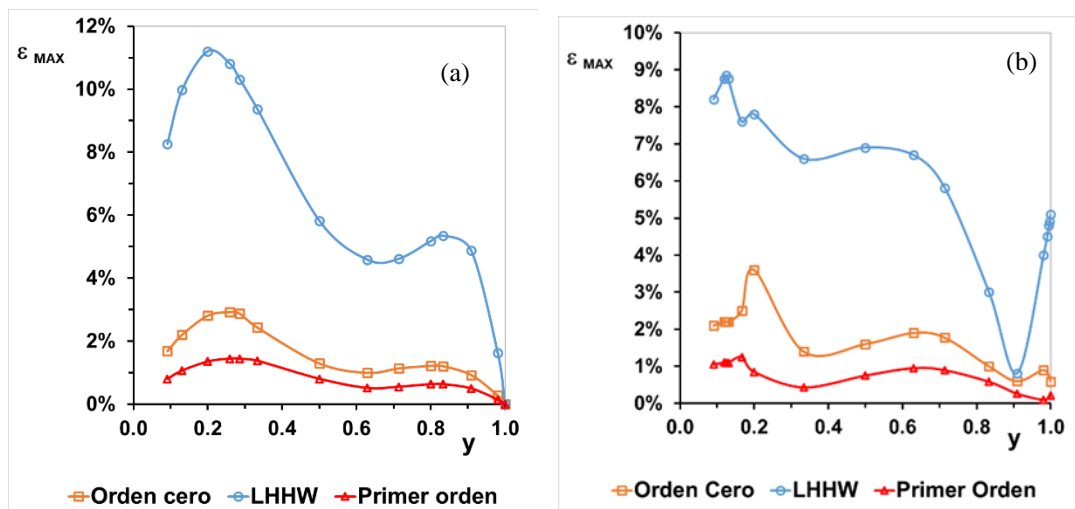 12%
ε MAX
10%
8%
6%
4%
2%
0%
0.0 0.2 0.4 0.6 0.8 1.0
y
(a)
Orden cero LHHW Primer orden
10%
ε MAX
9%
8%
7%
6%
5%
4%
3%
2%
1%
0%
0.0 0.2 0.4 0.6 0.8 1.0
y
(b)
Orden Cero LHHW Primer Orden